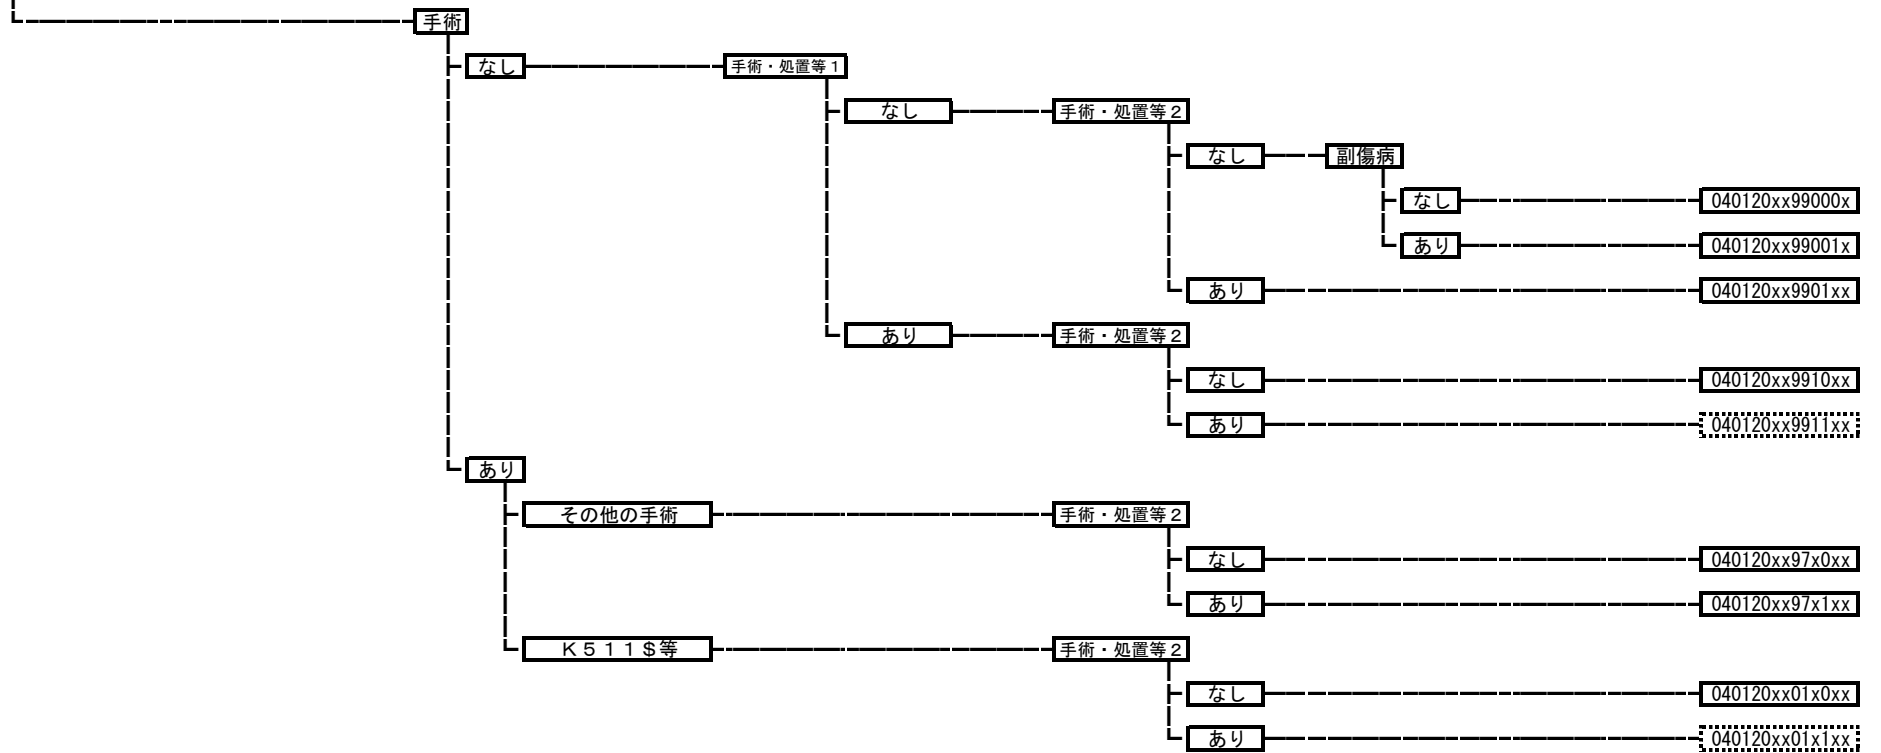 手術
なし 手術・処置等１
なし 手術・処置等２
なし 副傷病
なし 040120xx99000x
あり 040120xx99001x
あり 040120xx9901xx
あり 手術・処置等２
なし 040120xx9910xx
あり 040120xx9911xx
あり
その他の手術 手術・処置等２
なし 040120xx97x0xx
あり 040120xx97x1xx
Ｋ５１１＄等 手術・処置等２
なし 040120xx01x0xx
あり 040120xx01x1xx